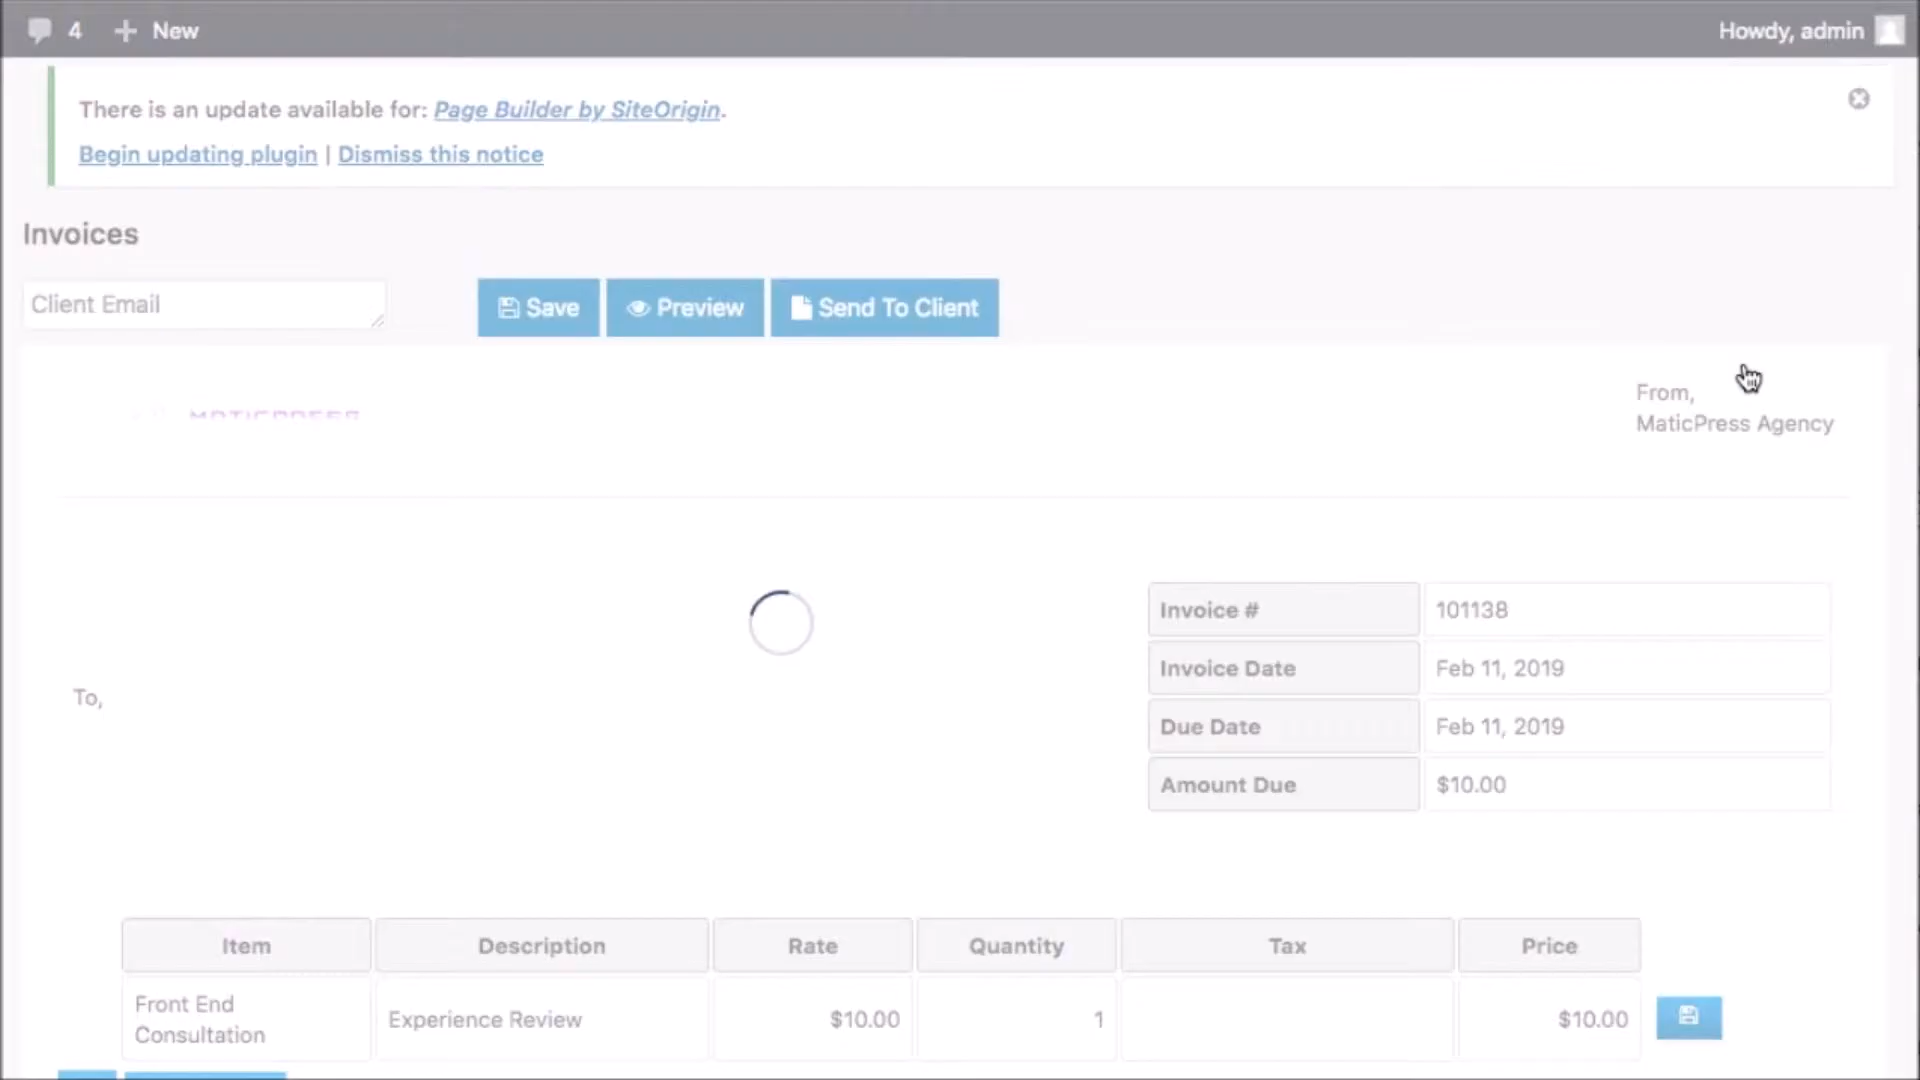 4 New Howdy, admin
There is an update available for: Page Builder by SiteOrigin.
Begin updating plugin | Dismiss this notice
Invoices
Client Email Save Preview Send To Client
From,
MATICPRESS MaticPress Agency
Invoice # 101138
Invoice Date Feb 11, 2019
To,
Due Date Feb 11, 2019
Amount Due $10.00
Item Description Rate Quantity Tax Price
Front End
Consultation Experience Review $10.00 1 $10.00